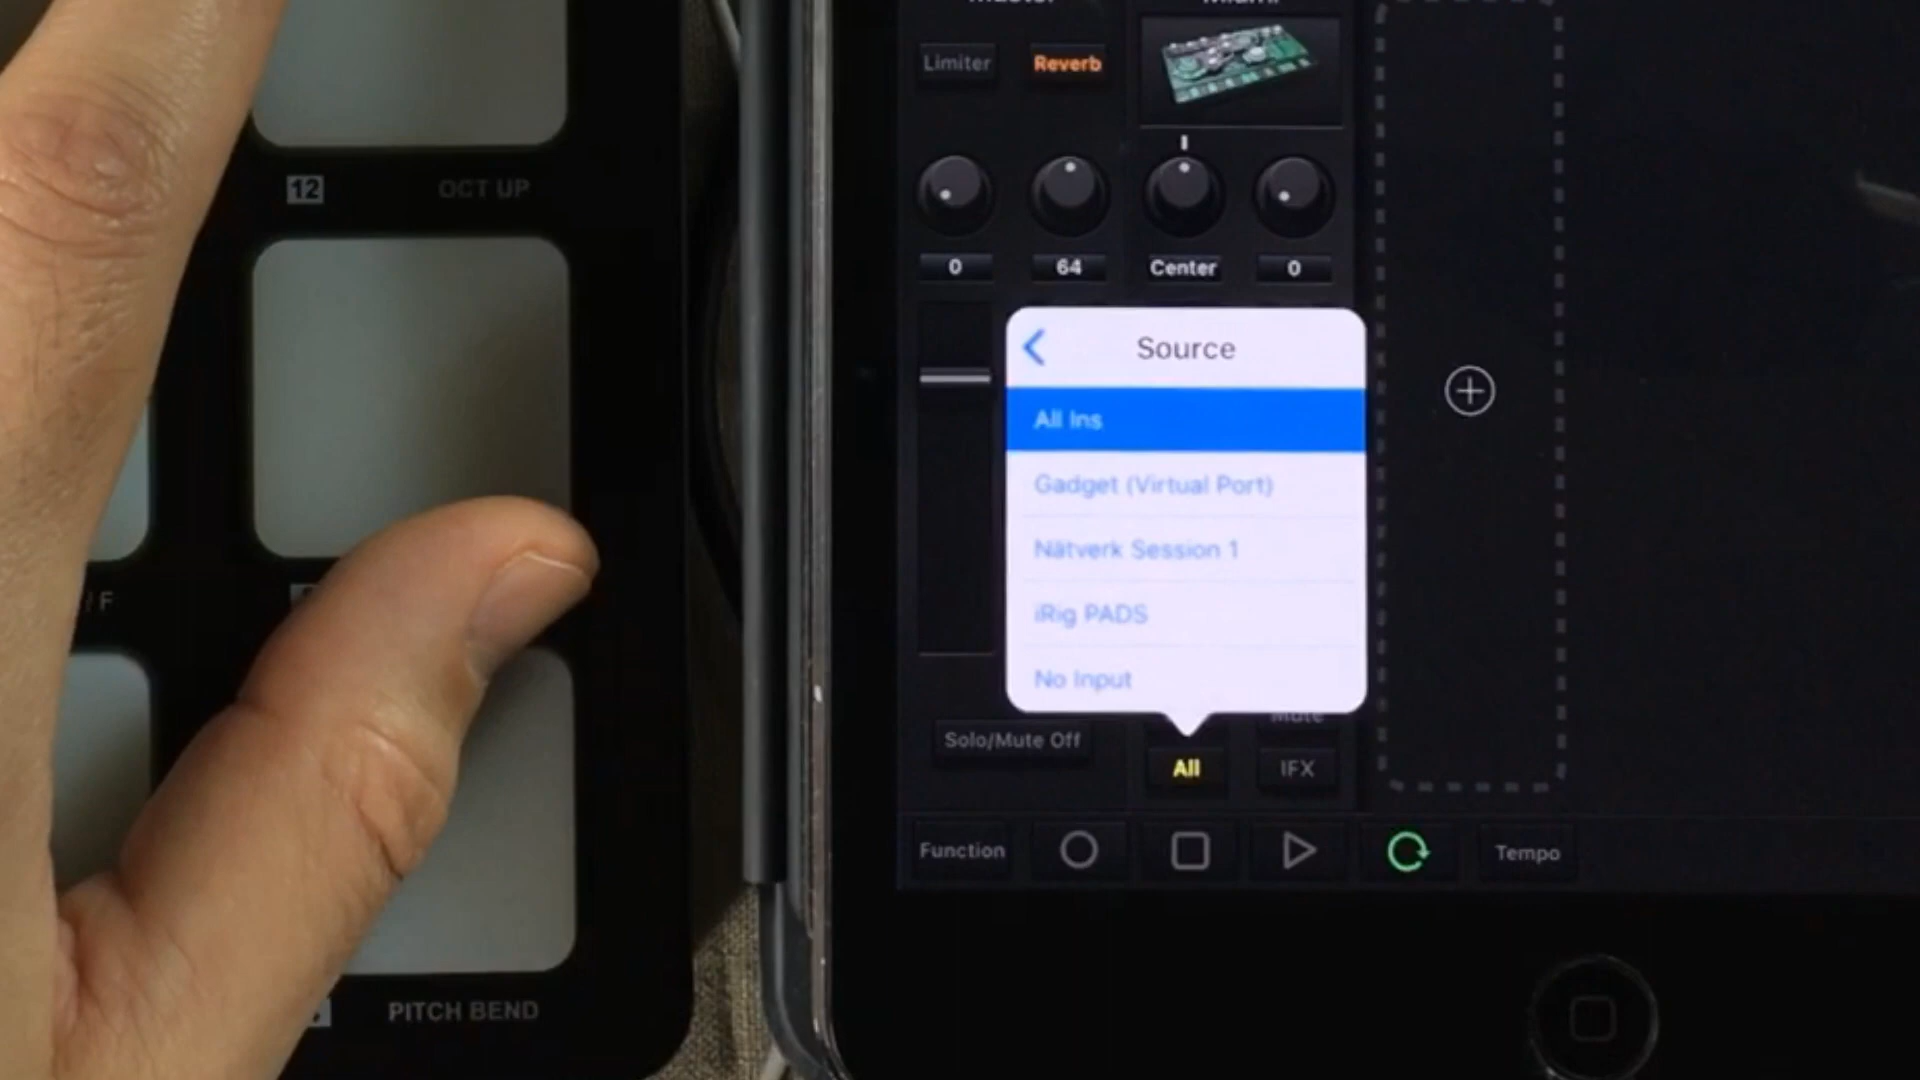 Limiter
Reverb
12
OCT UP
0
64
Center
0
Source
All Ins
Gadget (Virtual Port)
Nätverk Session 1
iRig PADS
No Input
Mute
Solo/Mute Off
All
IFX
Function
Tempo
PITCH BEND